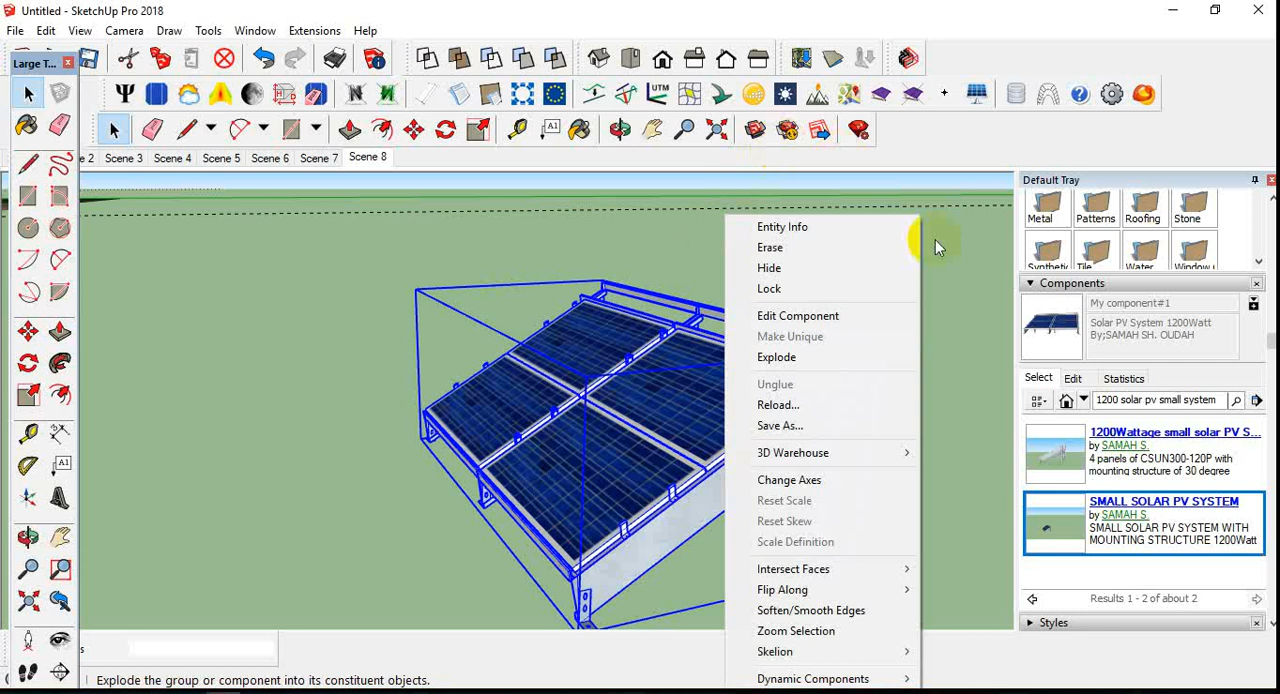 Untitled - SketchUp Pro 2018
File Edit View Camera Draw Tools Window Extensions Help
Large T...
UTM
A1
e 2 Scene 3 Scene 4 Scene 5 Scene 6 Scene 7 Scene 8
A1
Entity Info
Erase
Hide
Lock
Edit Component
Make Unique
Explode
Unglue
Reload...
Save As...
3D Warehouse
Change Axes
Reset Scale
Reset Skew
Scale Definition
Intersect Faces
Flip Along
Soften/Smooth Edges
Zoom Selection
Skelion
Dynamic Components
Default Tray
Metal Patterns Roofing Stone
Synthetic Tile Water Window
Components
My component#1
Solar PV System 1200Watt
By;SAMAH SH. OUDAH
Select Edit Statistics
1200 solar pv small system
1200Wattage small solar PV S...
by SAMAH S.
4 panels of CSUN300-120P with
mounting structure of 30 degree
SMALL SOLAR PV SYSTEM
by SAMAH S.
SMALL SOLAR PV SYSTEM WITH
MOUNTING STRUCTURE 1200Watt
Results 1 - 2 of about 2
Styles
s
Explode the group or component into its constituent objects.